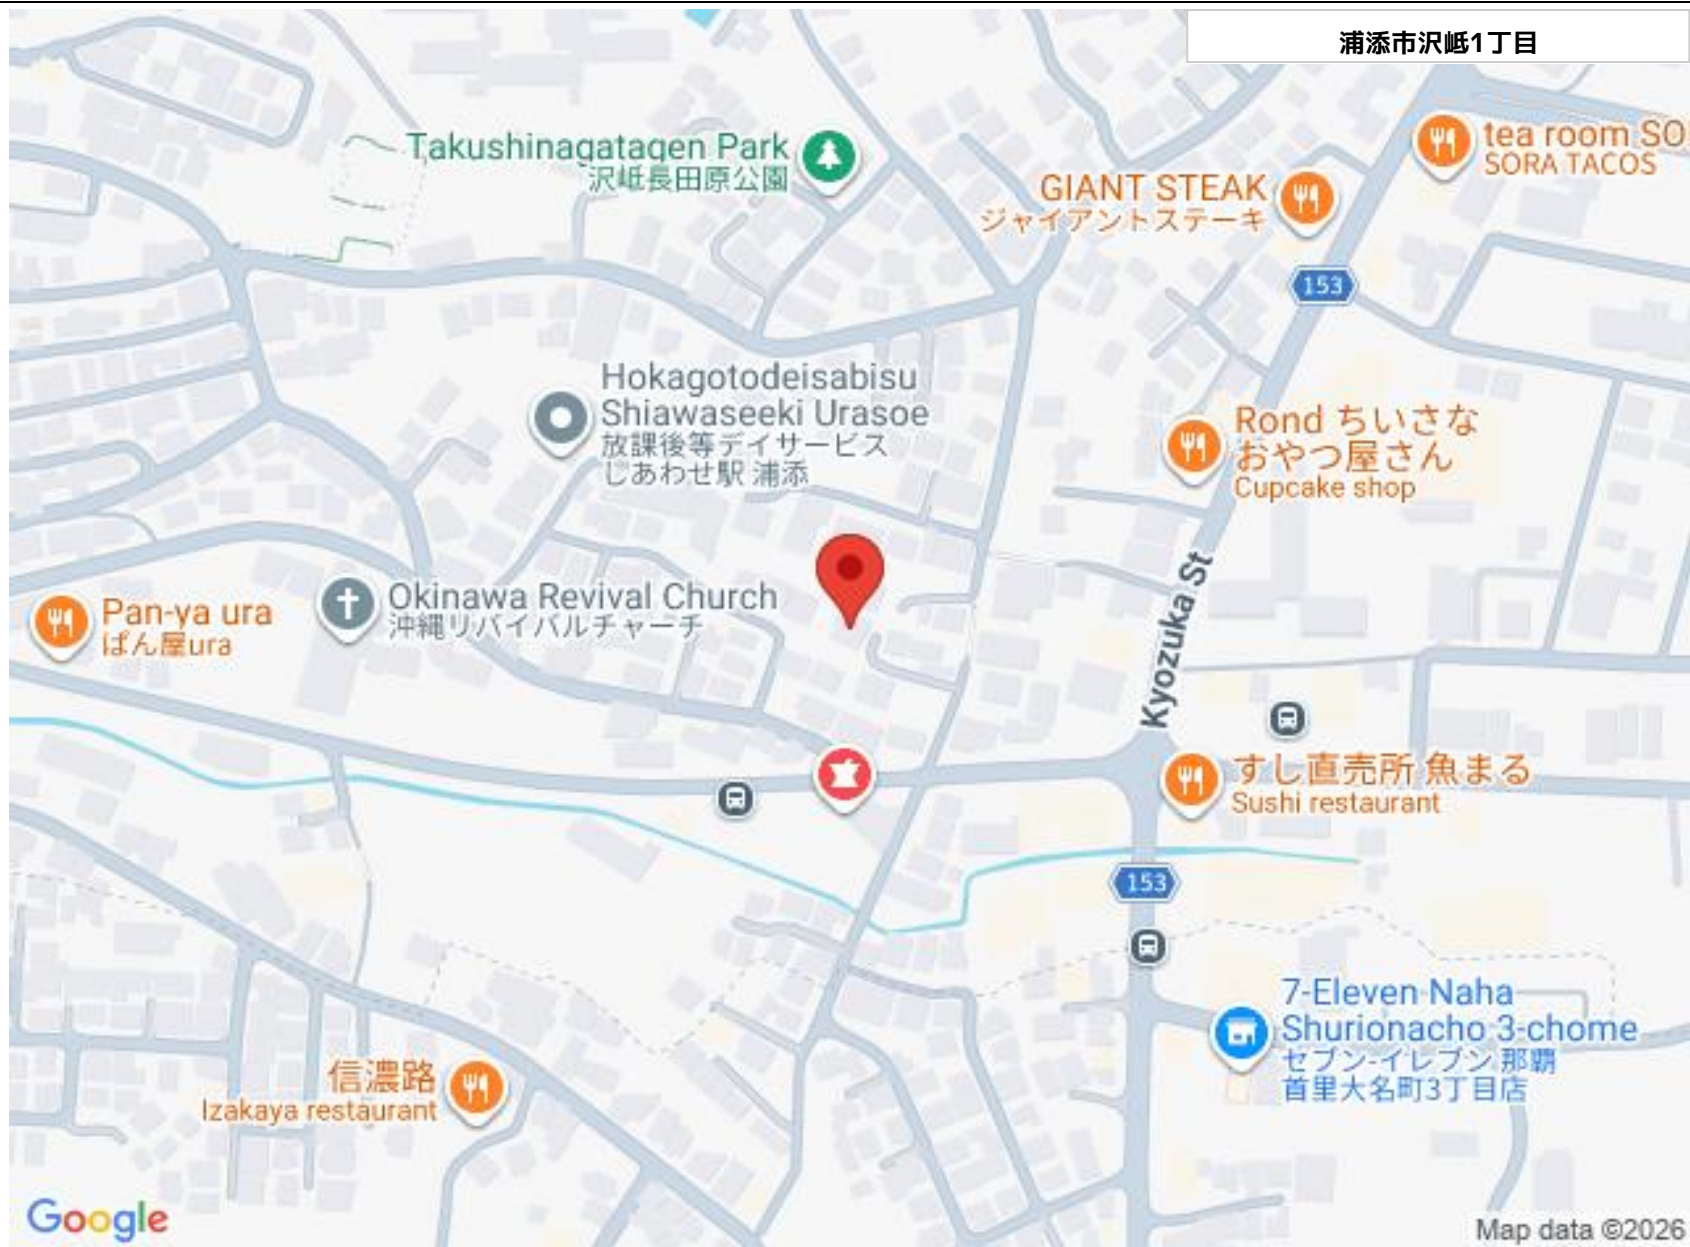 浦添市沢岻1丁目
Takushinagatagen Park
沢岻長田原公園
tea room SO
SORA TACOS
GIANT STEAK
ジャイアントステーキ
153
Hokagotodeisabisu
Shiawaseeki Urasoe
放課後等デイサービス
しあわせ駅 浦添
Rond ちいさな
おやつ屋さん
Cupcake shop
Okinawa Revival Church
沖縄リバイバルチャーチ
Pan-ya ura
ぱん屋ura
Kyozuka St
すし直売所 魚まる
Sushi restaurant
153
7-Eleven Naha
Shurionacho 3-chome
セブン-イレブン 那覇
首里大名町3丁目店
信濃路
Izakaya restaurant
Google
Map data ©2026